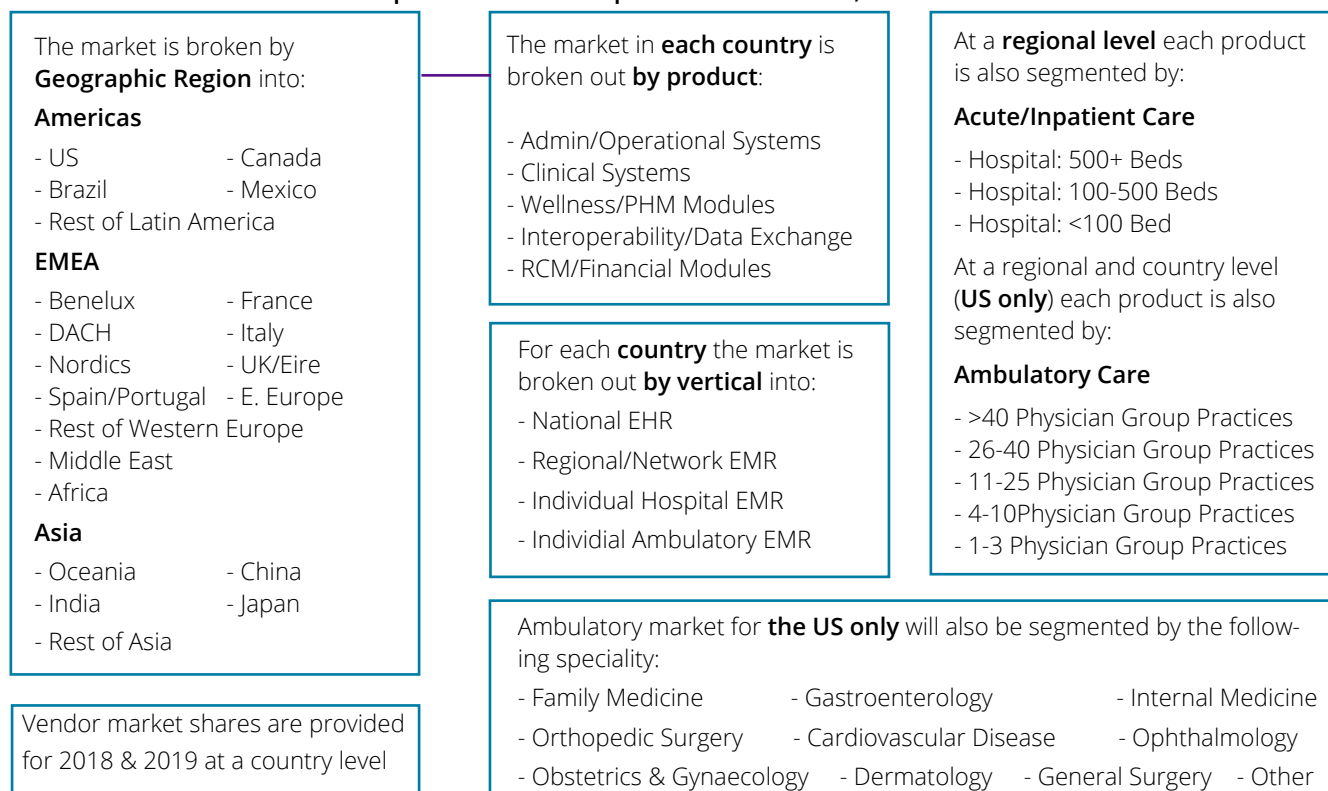 The market is broken by
Geographic Region into:
Americas
- US - Canada
- Brazil - Mexico
- Rest of Latin America
EMEA
- Benelux - France
- DACH - Italy
- Nordics - UK/Eire
- Spain/Portugal - E. Europe
- Rest of Western Europe
- Middle East
- Africa
Asia
- Oceania - China
- India - Japan
- Rest of Asia
Vendor market shares are provided
for 2018 & 2019 at a country level
The market in each country is
broken out by product:
- Admin/Operational Systems
- Clinical Systems
- Wellness/PHM Modules
- Interoperability/Data Exchange
- RCM/Financial Modules
For each country the market is
broken out by vertical into:
- National EHR
- Regional/Network EMR
- Individual Hospital EMR
- Individial Ambulatory EMR
At a regional level each product
is also segmented by:
Acute/Inpatient Care
- Hospital: 500+ Beds
- Hospital: 100-500 Beds
- Hospital: <100 Bed
At a regional and country level
(US only) each product is also
segmented by:
Ambulatory Care
- >40 Physician Group Practices
- 26-40 Physician Group Practices
- 11-25 Physician Group Practices
- 4-10Physician Group Practices
- 1-3 Physician Group Practices
Ambulatory market for the US only will also be segmented by the follow-
ing speciality:
- Family Medicine - Gastroenterology - Internal Medicine
- Orthopedic Surgery - Cardiovascular Disease - Ophthalmology
- Obstetrics & Gynaecology - Dermatology - General Surgery - Other